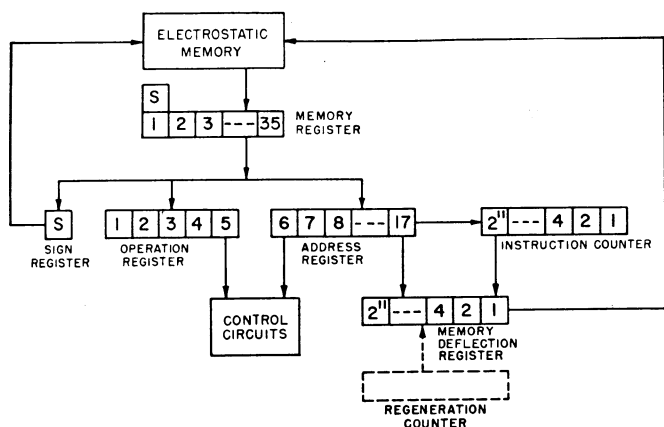 ELECTROSTATIC
MEMORY
S
1 2 3 --- 35
MEMORY
REGISTER
S
SIGN
REGISTER
1 2 3 4 5
OPERATION
REGISTER
6 7 8 --- 17
ADDRESS
REGISTER
2" --- 4 2 1
INSTRUCTION COUNTER
CONTROL
CIRCUITS
2" --- 4 2 1
MEMORY
DEFLECTION
REGISTER
REGENERATION
COUNTER